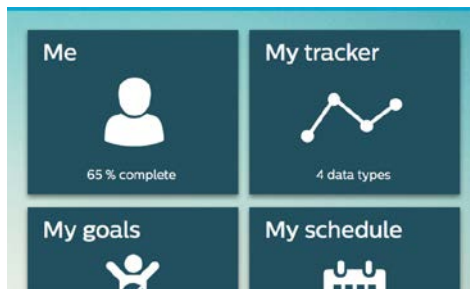 Me
My tracker
65 % complete
4 data types
My goals
My schedule